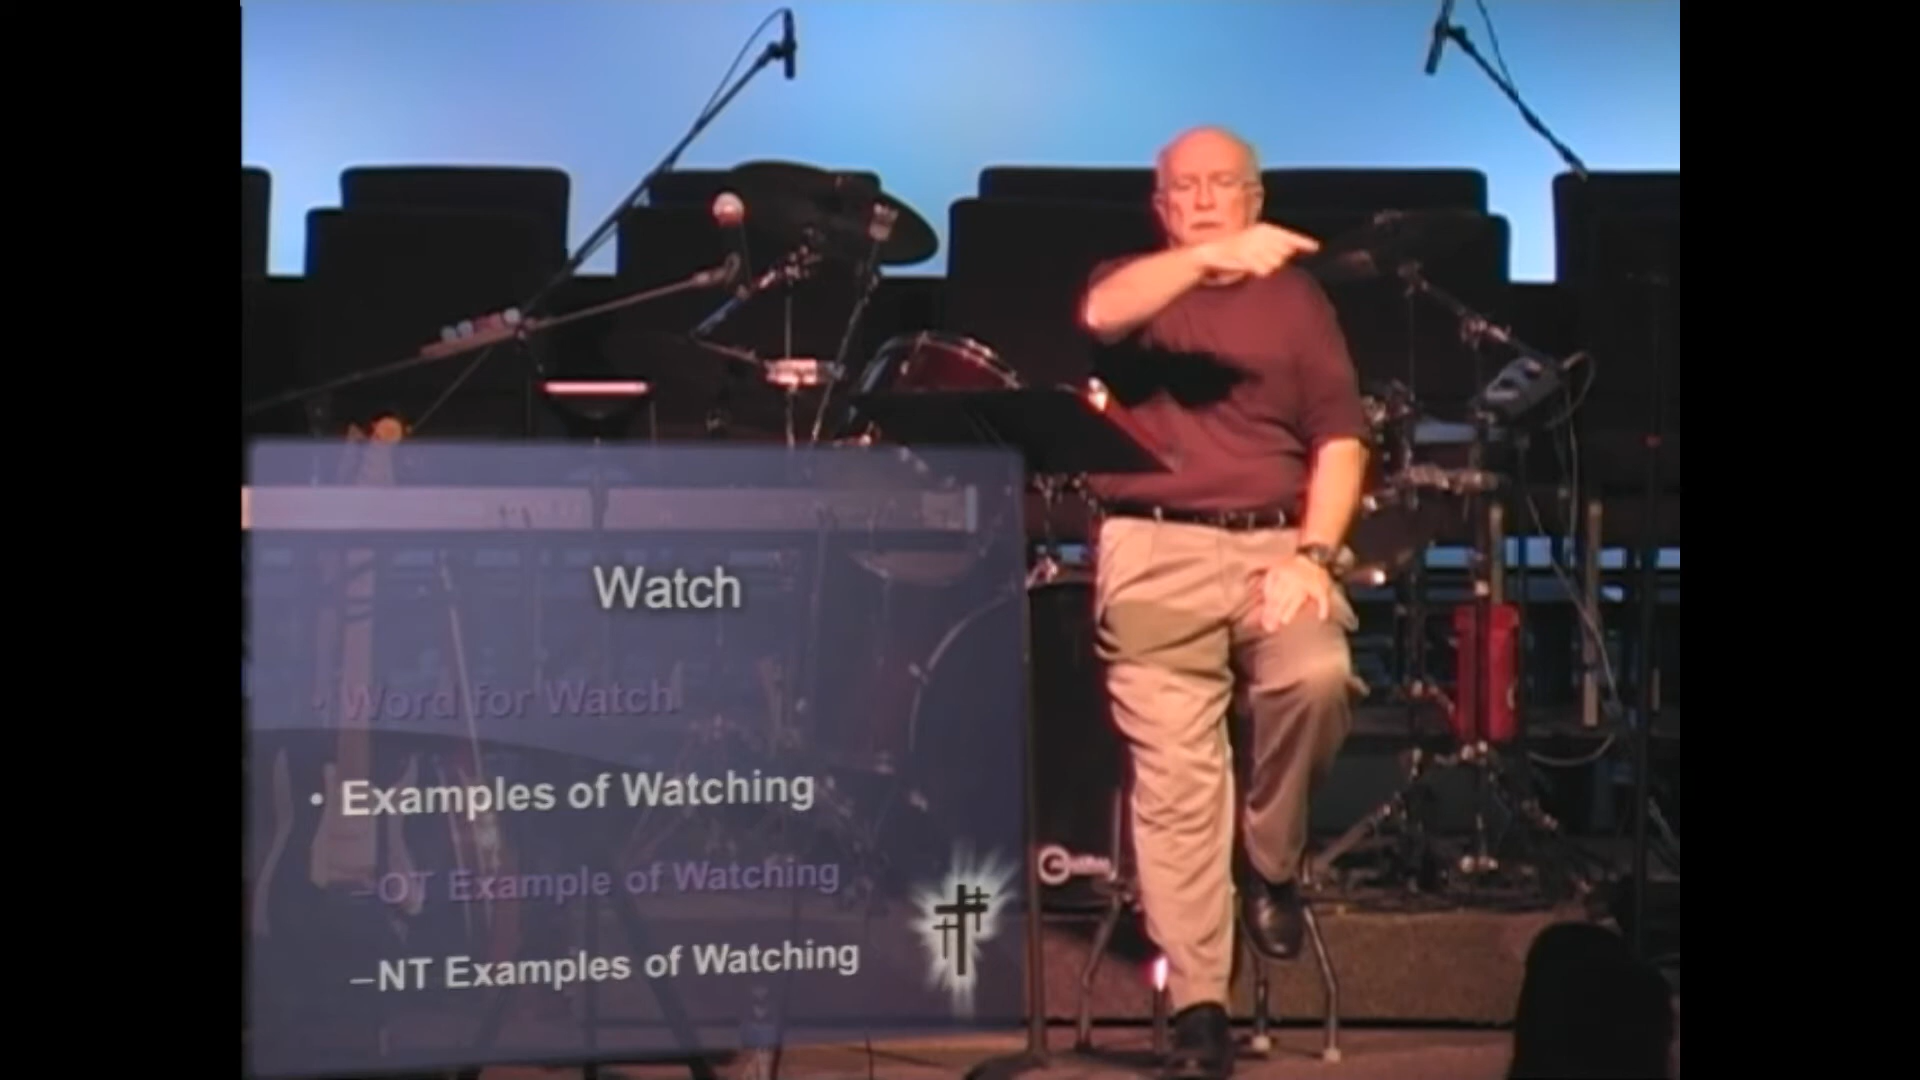 Watch
• Word for Watch
• Examples of Watching
–OT Example of Watching
–NT Examples of Watching